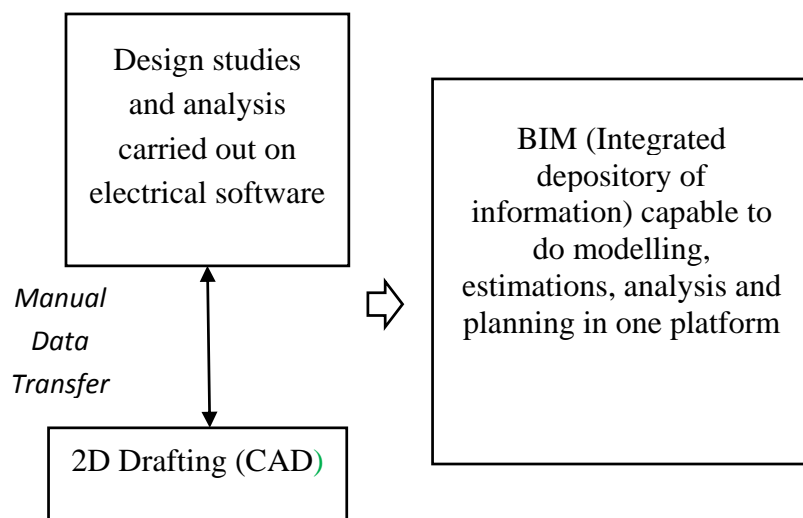 Design studies
and analysis
carried out on
electrical software
Manual
Data
Transfer
2D Drafting (CAD)
BIM (Integrated
depository of
information) capable to
do modelling,
estimations, analysis and
planning in one platform